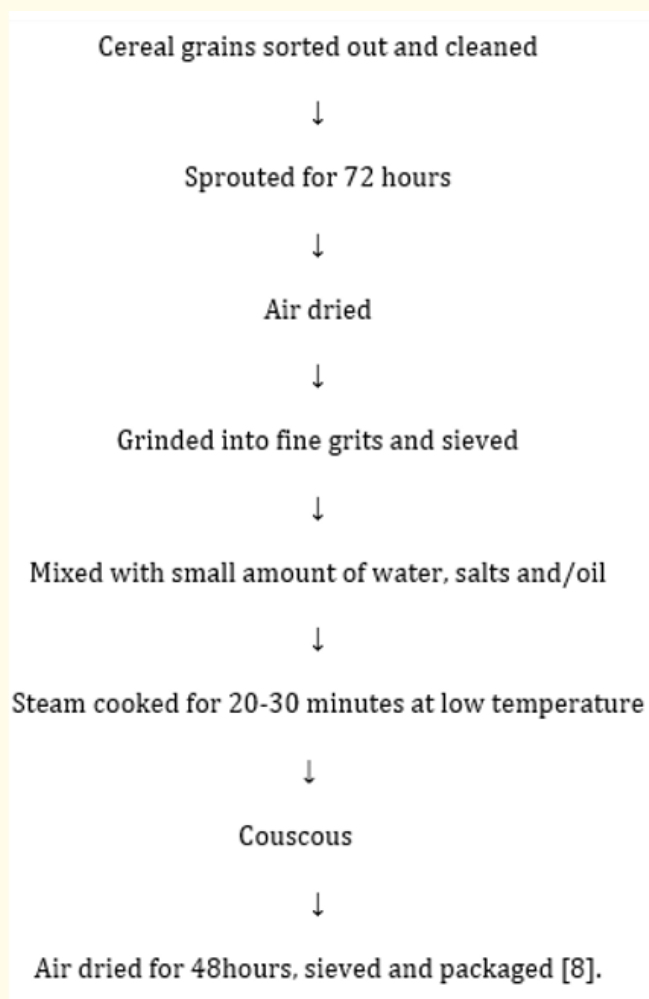 Cereal grains sorted out and cleaned
↓
Sprouted for 72 hours
↓
Air dried
↓
Grinded into fine grits and sieved
↓
Mixed with small amount of water, salts and/oil
↓
Steam cooked for 20-30 minutes at low temperature
↓
Couscous
↓
Air dried for 48hours, sieved and packaged [8].